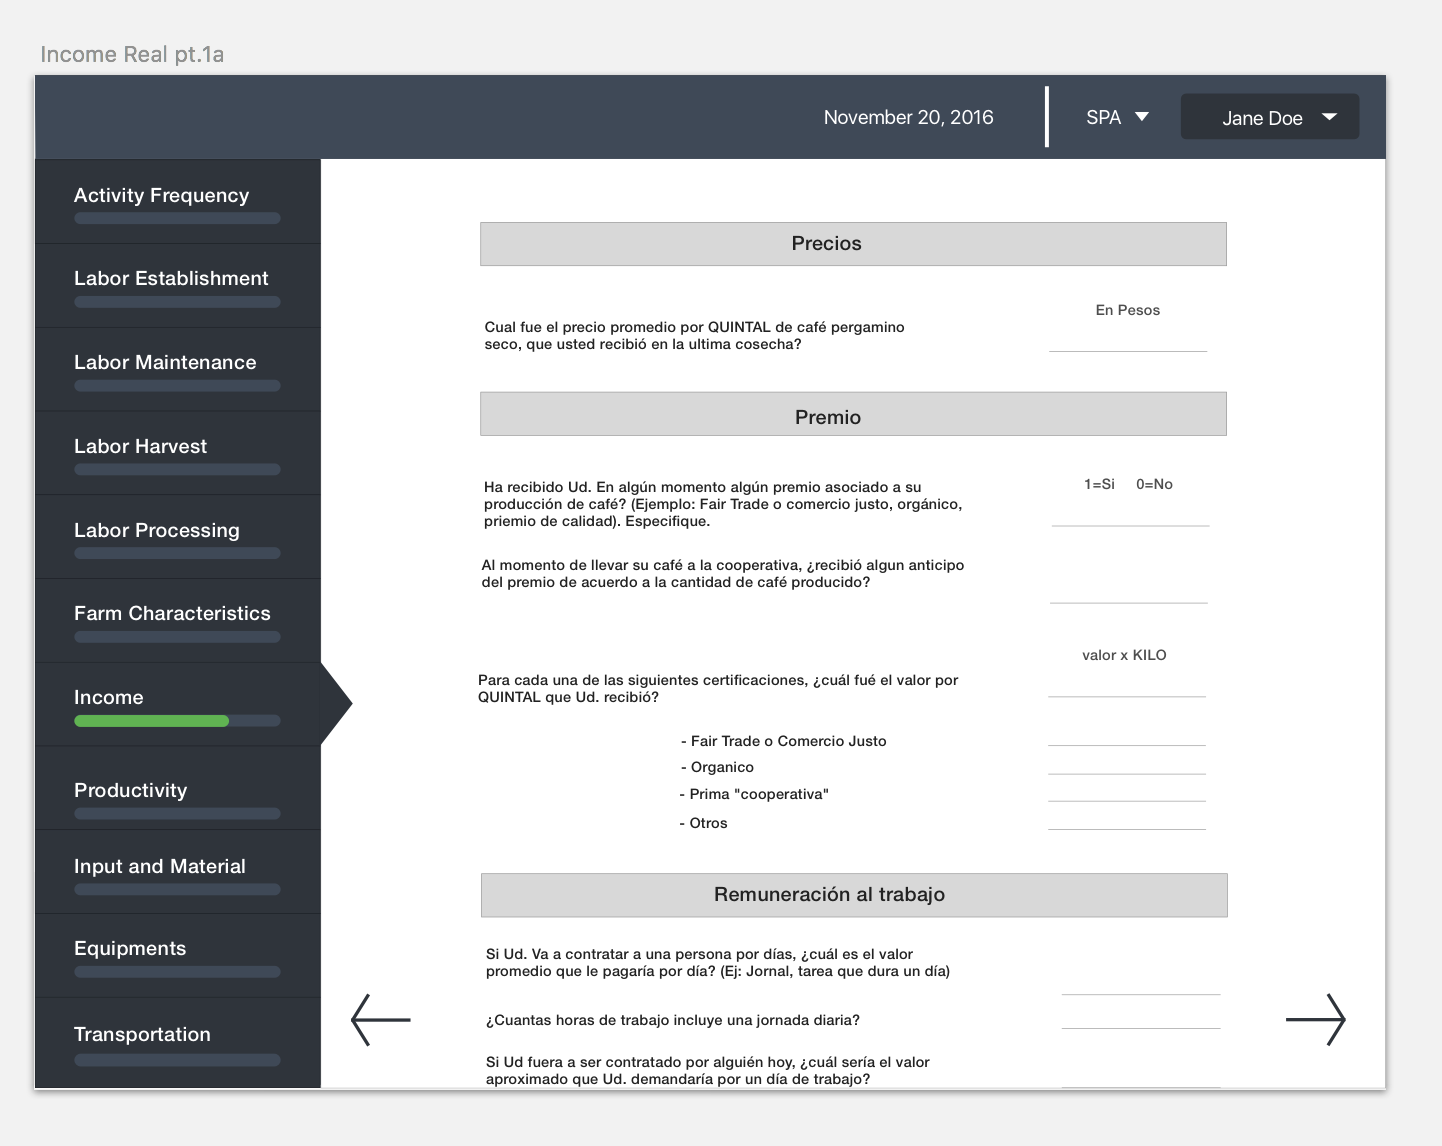 Income Real pt.1a
November 20, 2016
SPA
Jane Doe
Activity Frequency
Labor Establishment
Labor Maintenance
Labor Harvest
Labor Processing
Farm Characteristics
Income
Productivity
Input and Material
Equipments
Transportation
Precios
En Pesos
Cual fue el precio promedio por QUINTAL de café pergamino
seco, que usted recibió en la ultima cosecha?
Premio
1=Si 0=No
Ha recibido Ud. En algún momento algún premio asociado a su
producción de café? (Ejemplo: Fair Trade o comercio justo, orgánico,
priemio de calidad). Especifique.
Al momento de llevar su café a la cooperativa, ¿recibió algun anticipo
del premio de acuerdo a la cantidad de café producido?
valor x KILO
Para cada una de las siguientes certificaciones, ¿cuál fué el valor por
QUINTAL que Ud. recibió?
- Fair Trade o Comercio Justo
- Organico
- Prima "cooperativa"
- Otros
Remuneración al trabajo
Si Ud. Va a contratar a una persona por días, ¿cuál es el valor
promedio que le pagaría por día? (Ej: Jornal, tarea que dura un día)
¿Cuantas horas de trabajo incluye una jornada diaria?
Si Ud fuera a ser contratado por alguién hoy, ¿cuál sería el valor
aproximado que Ud. demandaría por un día de trabajo?